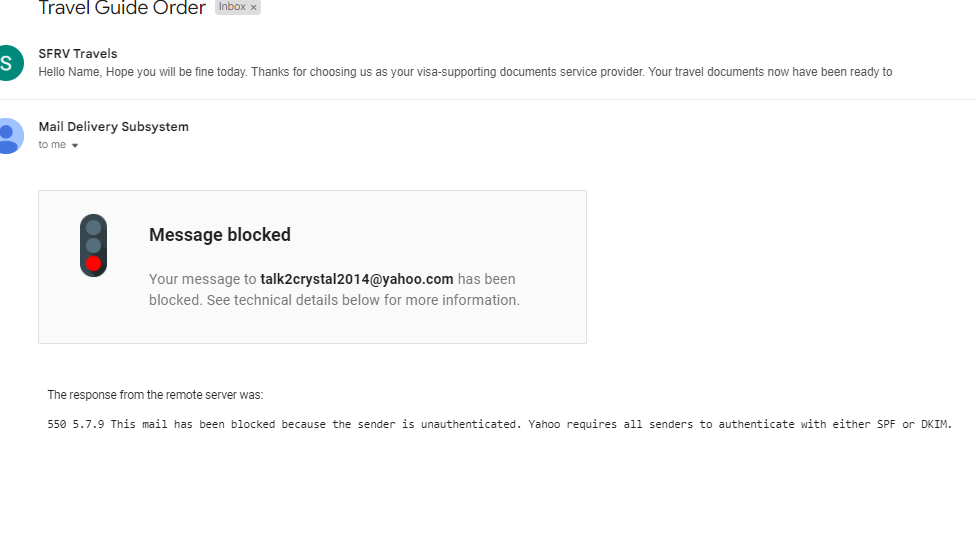 Travel Guide Order Inbox ×
S
SFRV Travels
Hello Name, Hope you will be fine today. Thanks for choosing us as your visa-supporting documents service provider. Your travel documents now have been ready to
Mail Delivery Subsystem
to me
Message blocked
Your message to talk2crystal2014@yahoo.com has been
blocked. See technical details below for more information.
The response from the remote server was:
550 5.7.9 This mail has been blocked because the sender is unauthenticated. Yahoo requires all senders to authenticate with either SPF or DKIM.